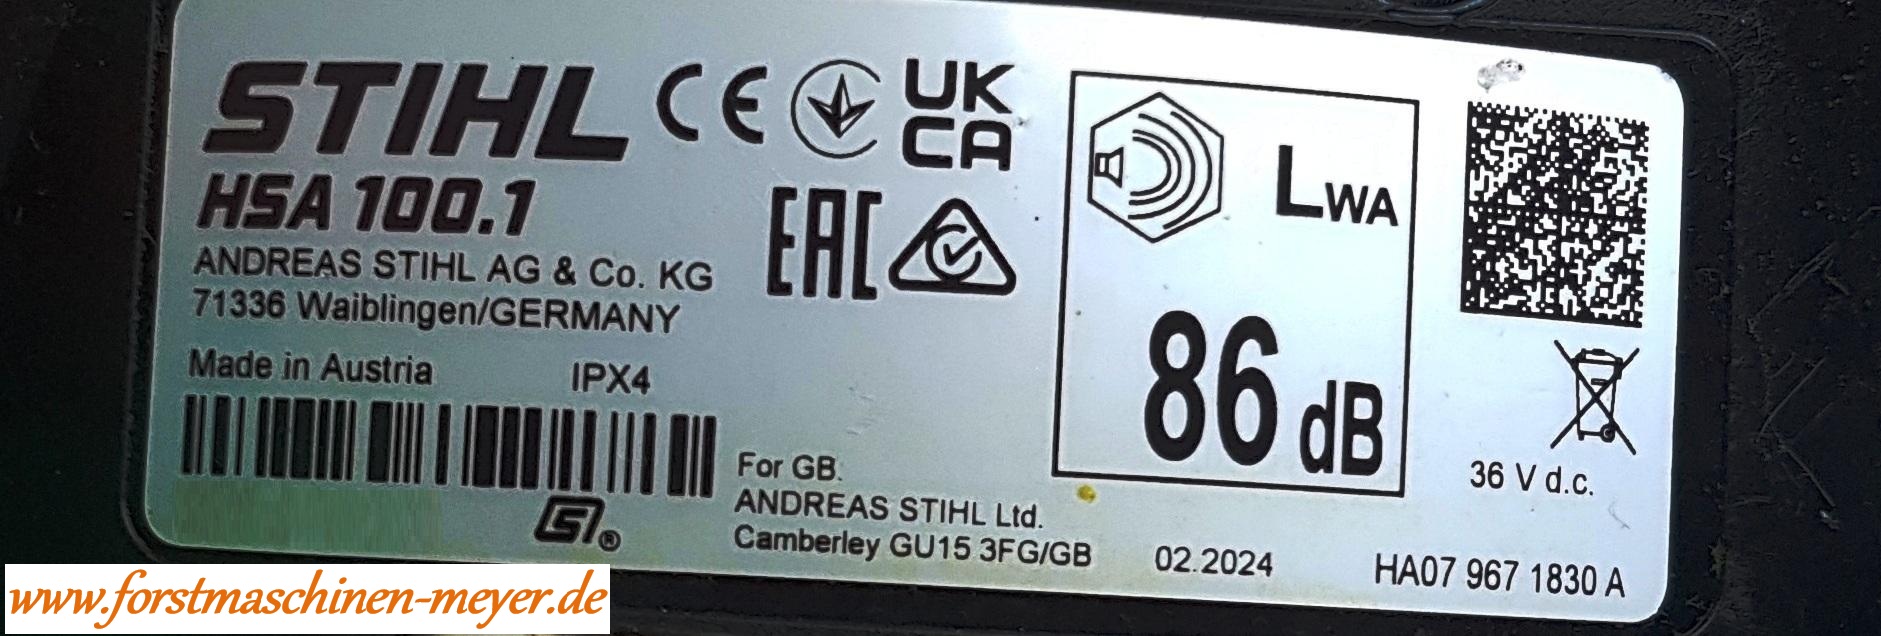 STIHL
HSA 100.1
ANDREAS STIHL AG & Co. KG
71336 Waiblingen/GERMANY
Made in Austria IPX4
CE
UK
CA
EAC
LWA
86 dB
For GB:
ANDREAS STIHL Ltd.
Camberley GU15 3FG/GB
02.2024
36 V d.c.
HA07 967 1830 A
www.forstmaschinen-meyer.de